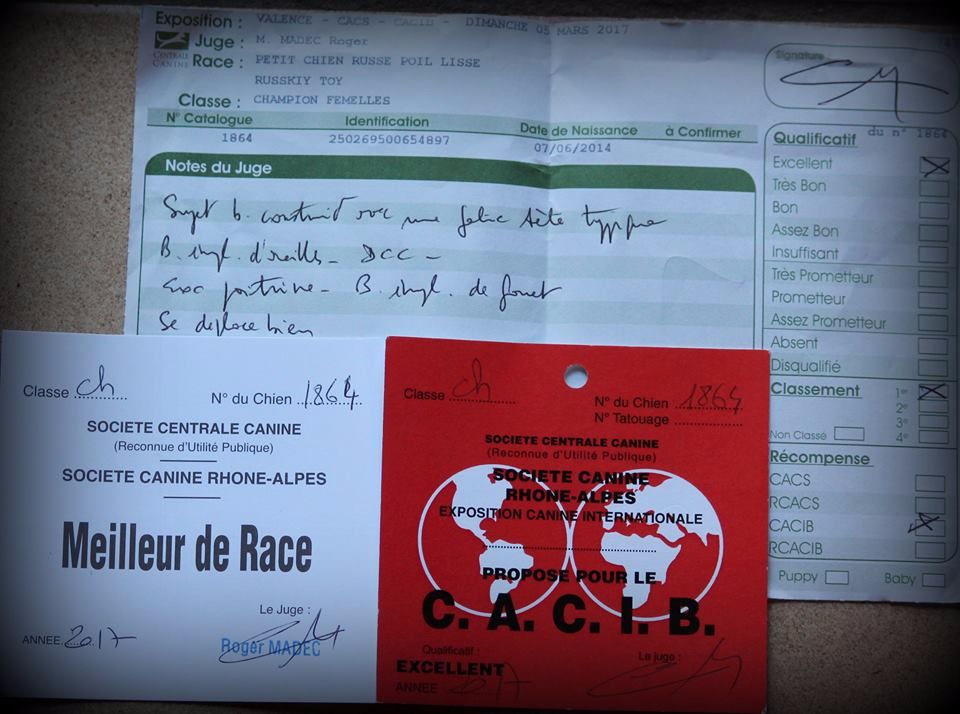 Exposition : VALENCE - CACS - CACIB - DIMANCHE 05 MARS 2017
Juge : M. MADEC Roger
CENTRALE
CANINE
Race : PETIT CHIEN RUSSE POIL LISSE
RUSSKIY TOY
Classe : CHAMPION FEMELLES
N° Catalogue Identification Date de Naissance à Confirmer
1864 250269500654897 07/06/2014
Notes du Juge
Sujet b. construit avec une jolie tête typique
B. impl. d'oreilles - DCC -
Exc poitrine - B. impl. de fouet
Se deplace bien
Signature
Qualificatif du n° 1864
Excellent
Très Bon
Bon
Assez Bon
Insuffisant
Très Prometteur
Prometteur
Assez Prometteur
Absent
Disqualifié
Classement 1er
2e
3e
Non Classé 4e
Récompense
CACS
RCACS
CACIB
RCACIB
Puppy Baby
Classe ch
N° du Chien 1864
SOCIETE CENTRALE CANINE
(Reconnue d'Utilité Publique)
SOCIETE CANINE RHONE-ALPES
Meilleur de Race
Le Juge :
ANNEE 2017
Roger MADEC
Classe ch
N° du Chien 1864
N° Tatouage
SOCIETE CENTRALE CANINE
(Reconnue d'Utilité Publique)
SOCIETE CANINE
RHONE-ALPES
EXPOSITION CANINE INTERNATIONALE
PROPOSE POUR LE
C. A. C. I. B.
Qualificatif :
EXCELLENT
Le juge :
ANNEE 2017